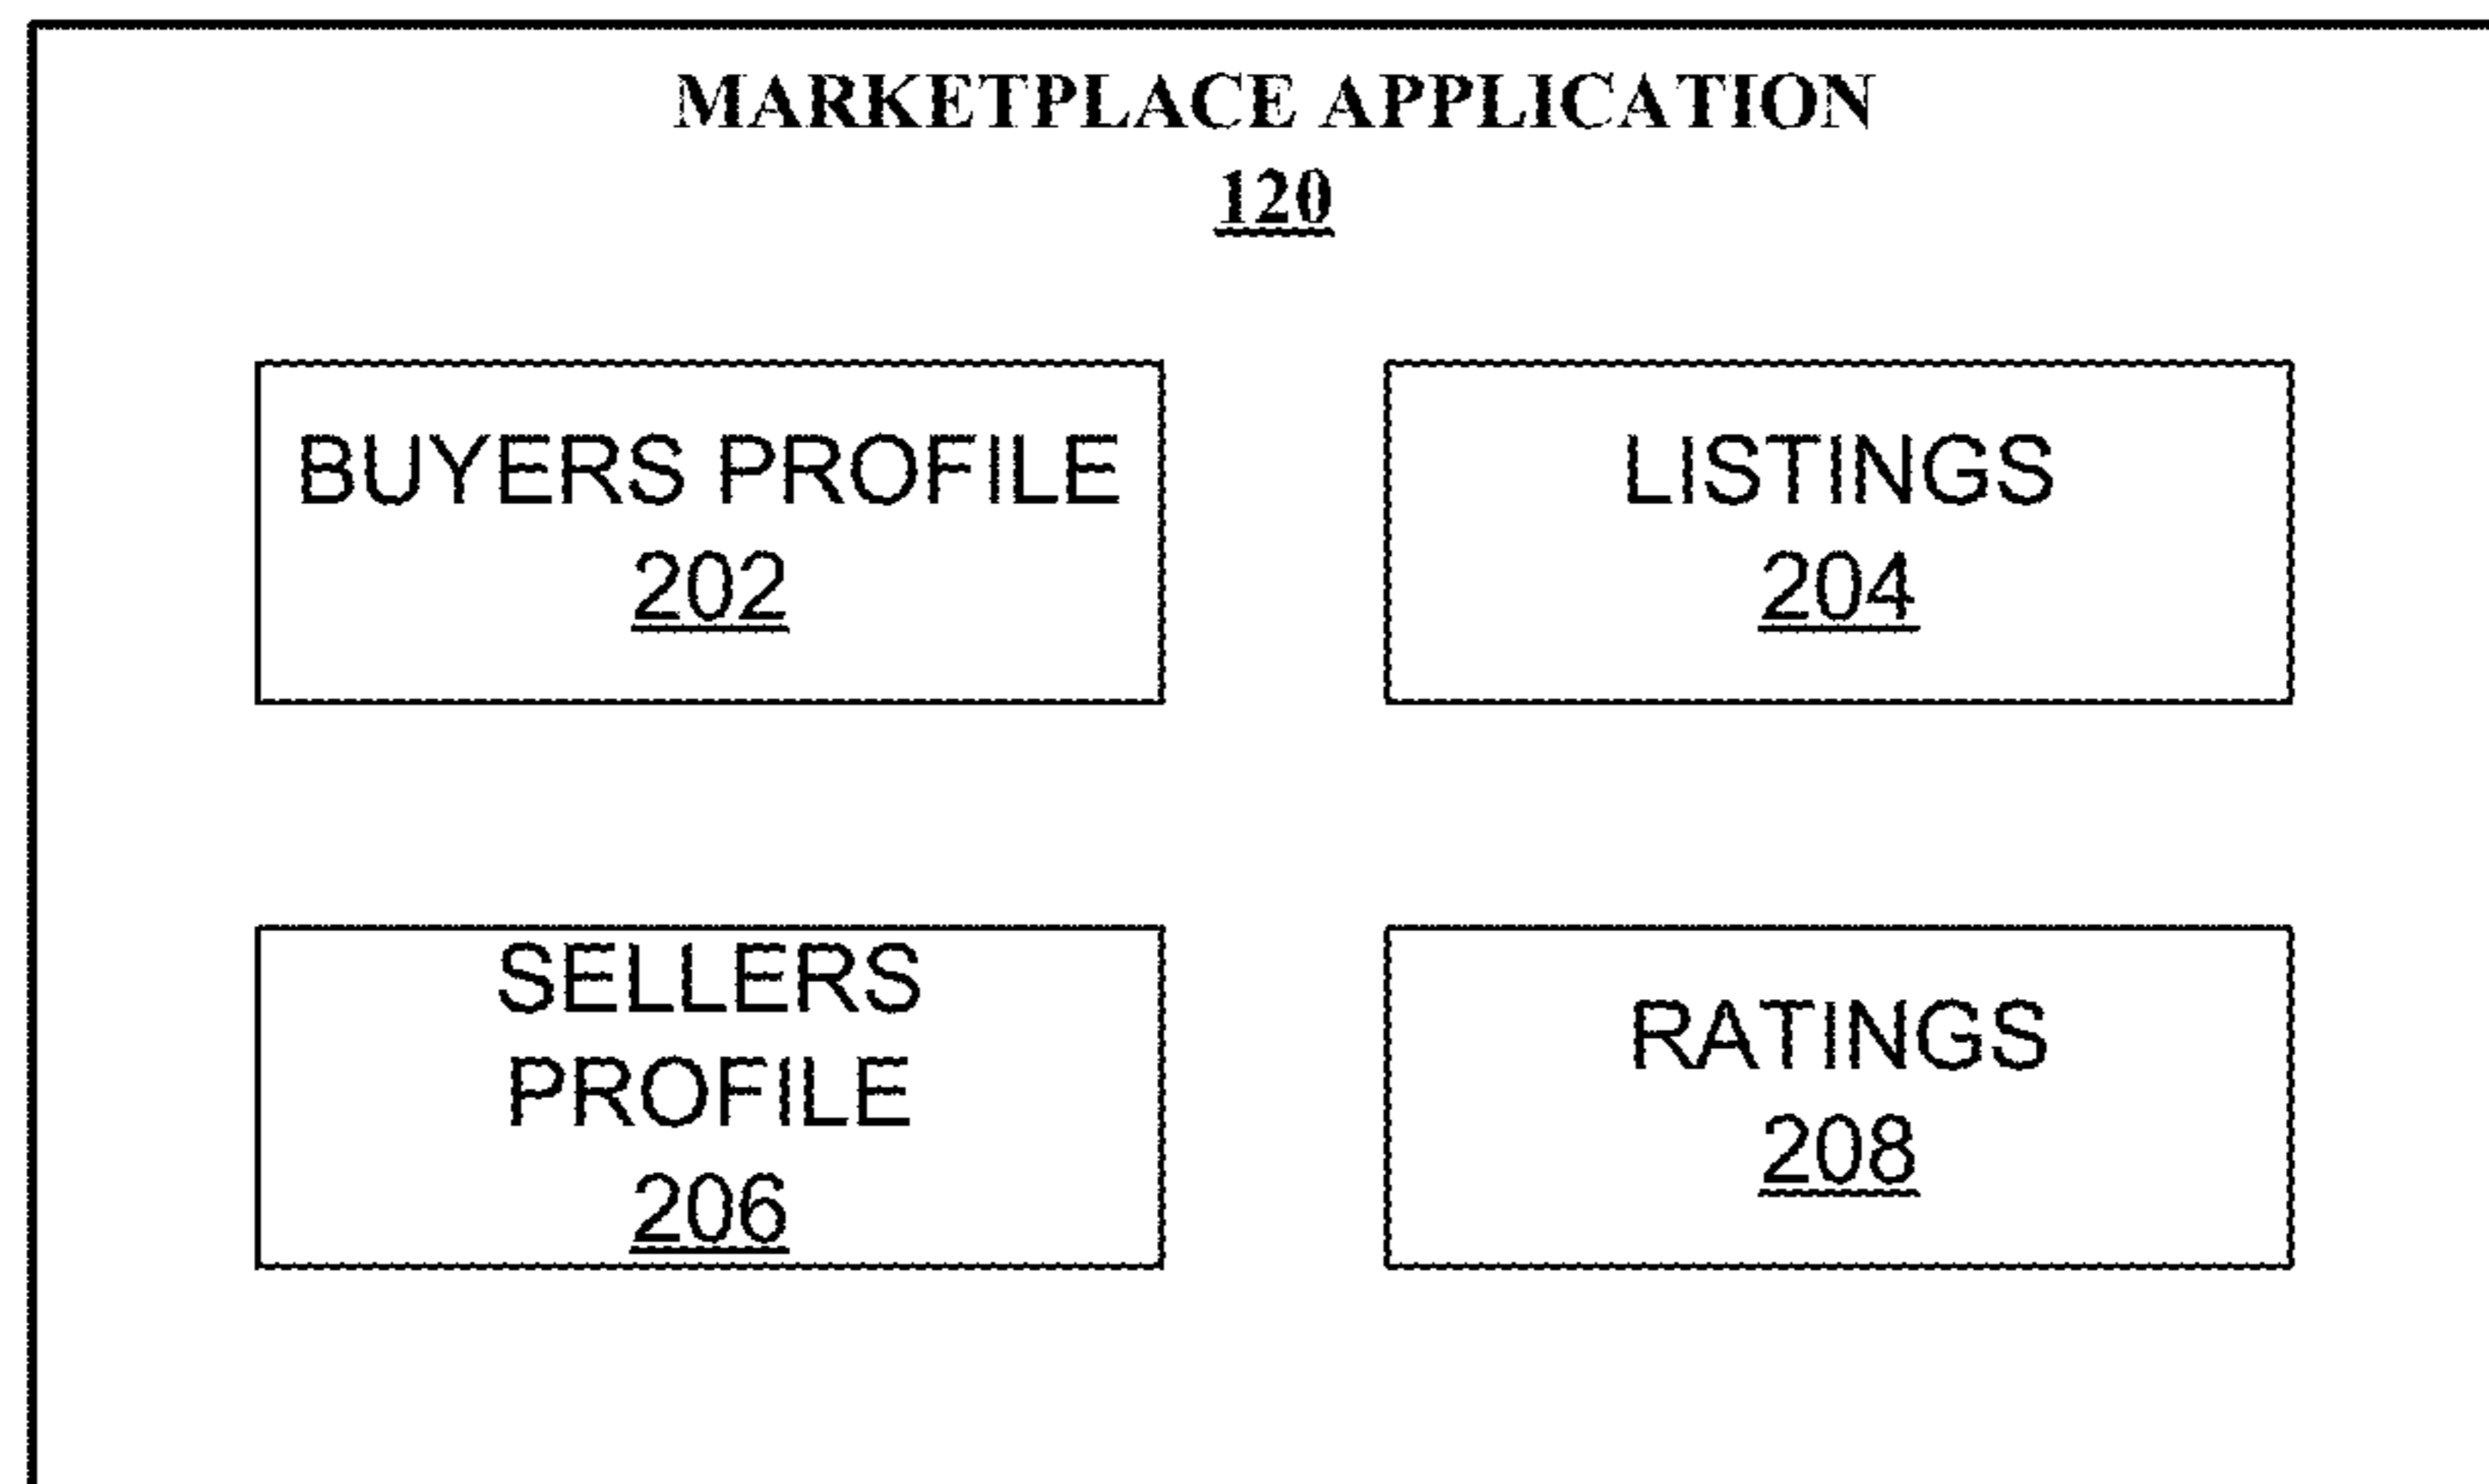 MARKETPLACE APPLICATION
120
BUYERS PROFILE
202
LISTINGS
204
SELLERS
PROFILE
206
RATINGS
208